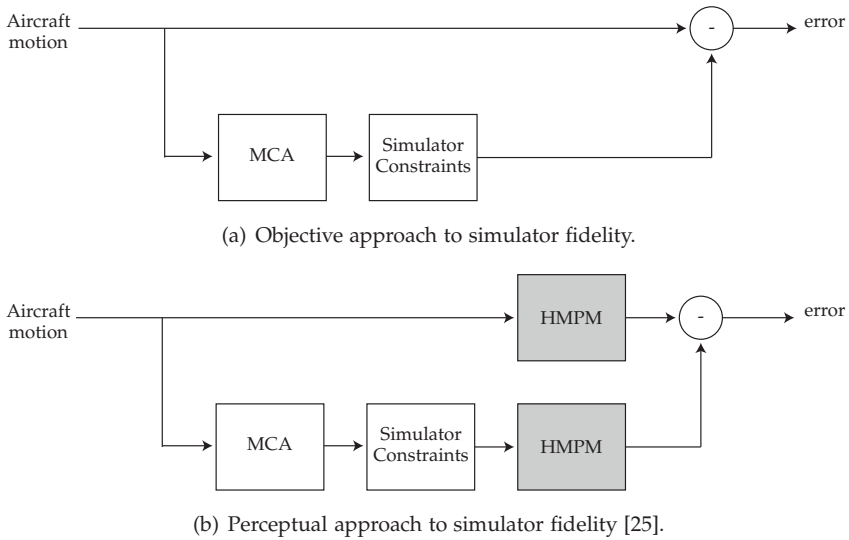 Aircraft
motion
-
error
MCA
Simulator
Constraints
(a) Objective approach to simulator fidelity.
Aircraft
motion
HMPM
-
error
MCA
Simulator
Constraints
HMPM
(b) Perceptual approach to simulator fidelity [25].